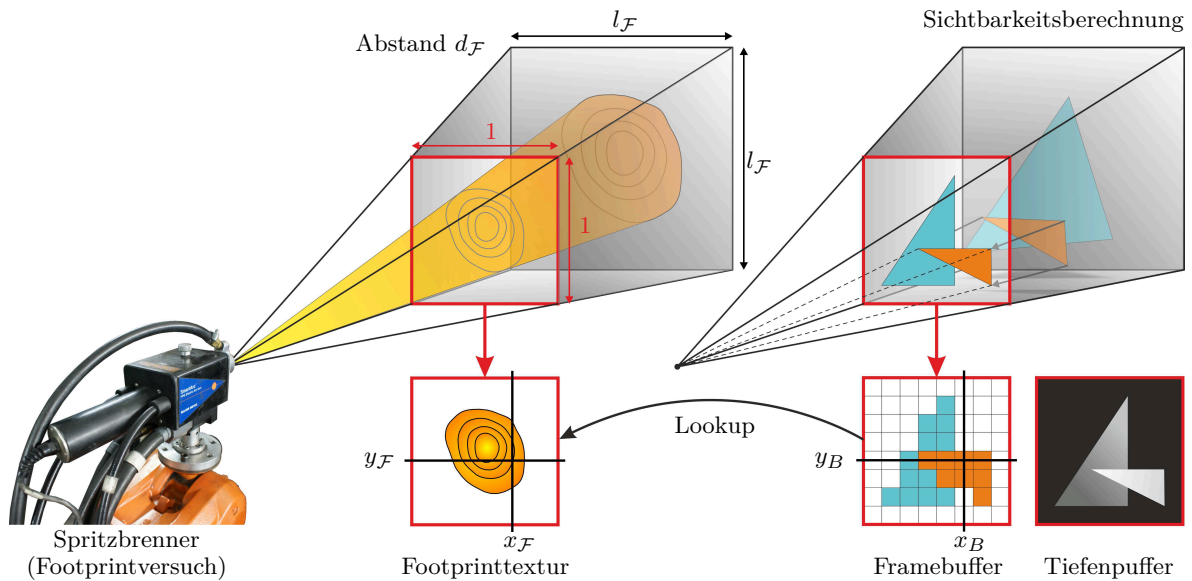 Abstand d_ℱ
l_ℱ
Sichtbarkeitsberechnung
1
l_ℱ
1
Lookup
y_ℱ
y_B
x_ℱ
x_B
Spritzbrenner
(Footprintversuch)
Footprinttextur
Framebuffer
Tiefenpuffer